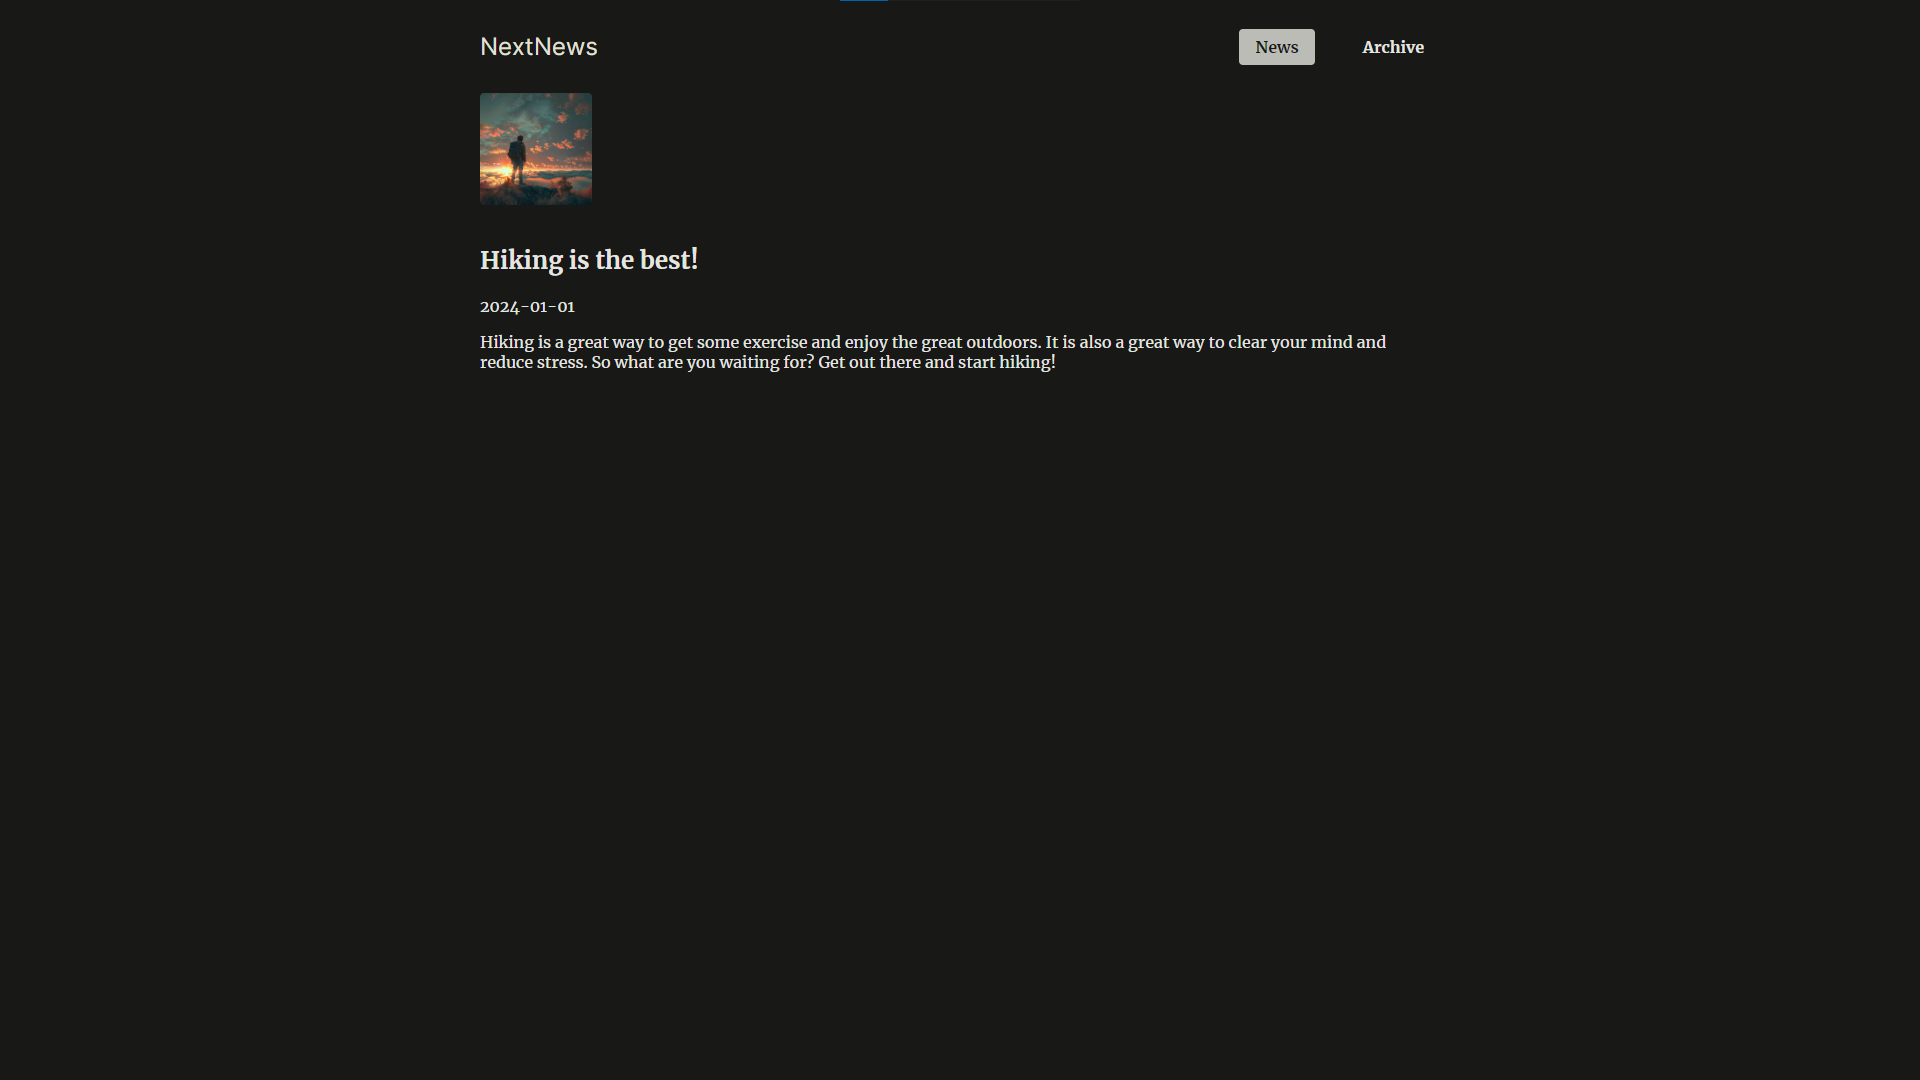 NextNews
News
Archive
Hiking is the best!
2024-01-01
Hiking is a great way to get some exercise and enjoy the great outdoors. It is also a great way to clear your mind and
reduce stress. So what are you waiting for? Get out there and start hiking!